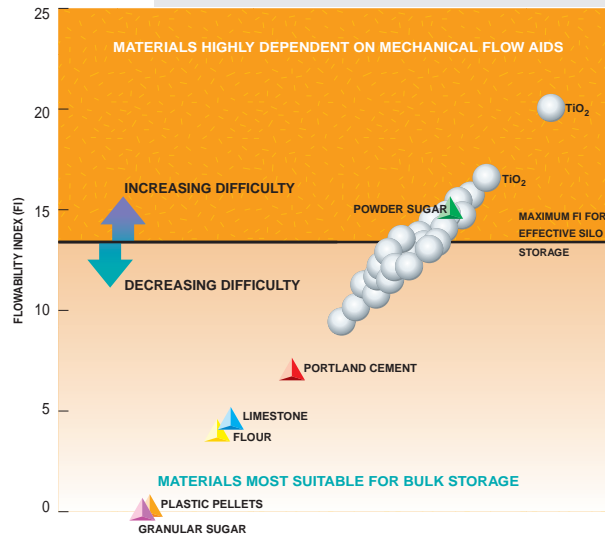 25
MATERIALS HIGHLY DEPENDENT ON MECHANICAL FLOW AIDS
20
TiO2
TiO2
INCREASING DIFFICULTY
15
POWDER SUGAR
MAXIMUM FI FOR
EFFECTIVE SILO
STORAGE
DECREASING DIFFICULTY
FLOWABILITY INDEX (FI)
10
PORTLAND CEMENT
5
LIMESTONE
FLOUR
MATERIALS MOST SUITABLE FOR BULK STORAGE
0
PLASTIC PELLETS
GRANULAR SUGAR